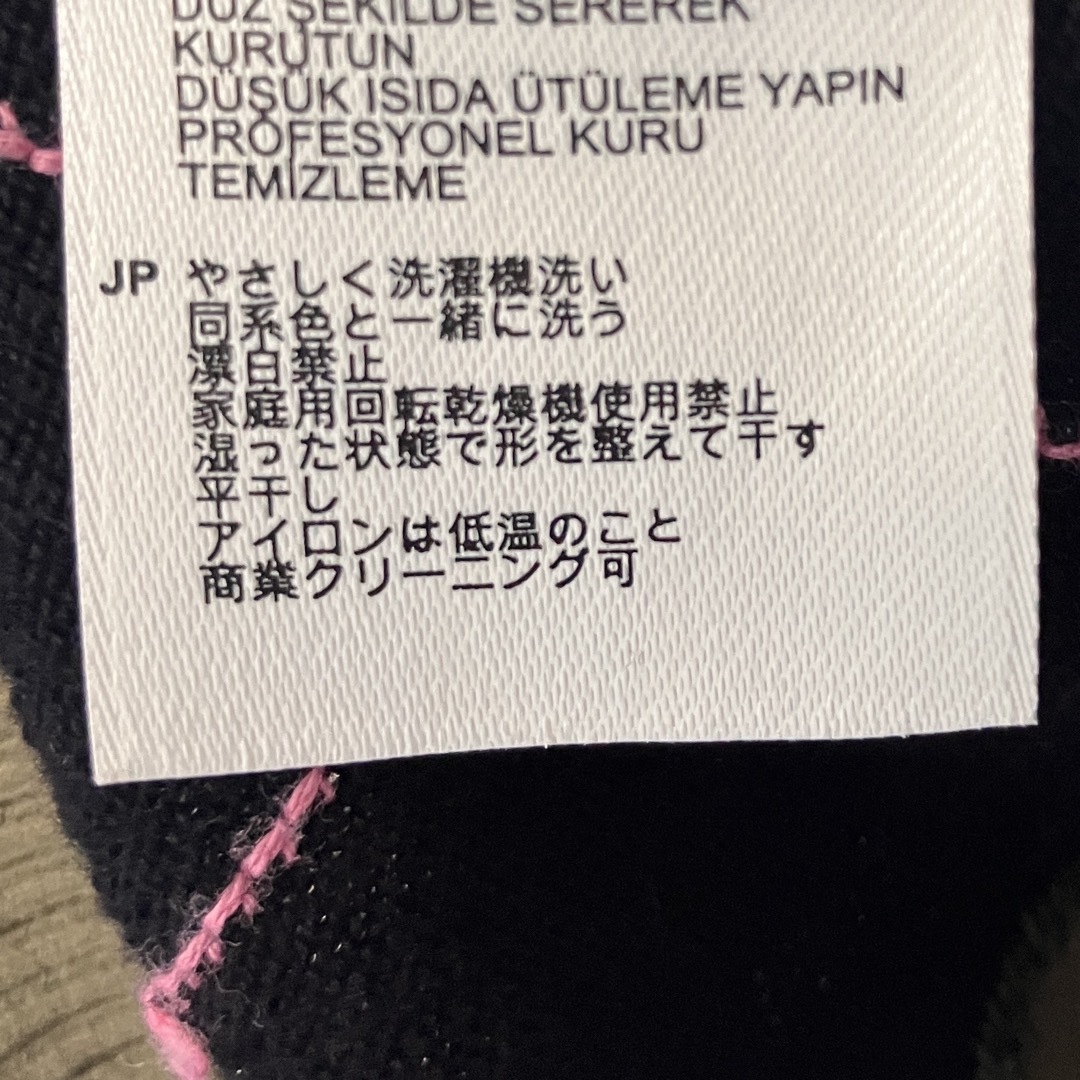 DÜZ ŞEKİLDE SEREREK
KURUTUN
DÜŞÜK ISIDA ÜTÜLEME YAPIN
PROFESYONEL KURU
TEMİZLEME
JP やさしく洗濯機洗い
同系色と一緒に洗う
漂白禁止
家庭用回転乾燥機使用禁止
湿った状態で形を整えて干す
平干し
アイロンは低温のこと
商業クリーニング可